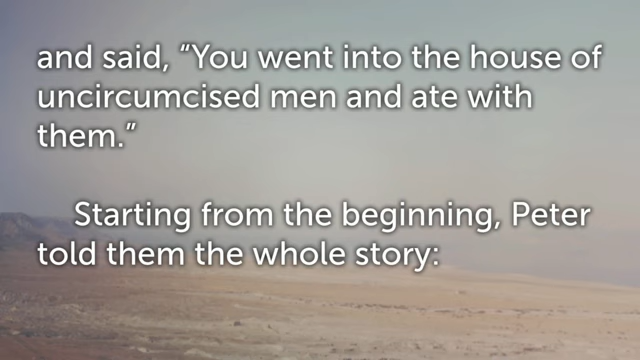 and said, “You went into the house of
uncircumcised men and ate with
them.”
Starting from the beginning, Peter
told them the whole story: